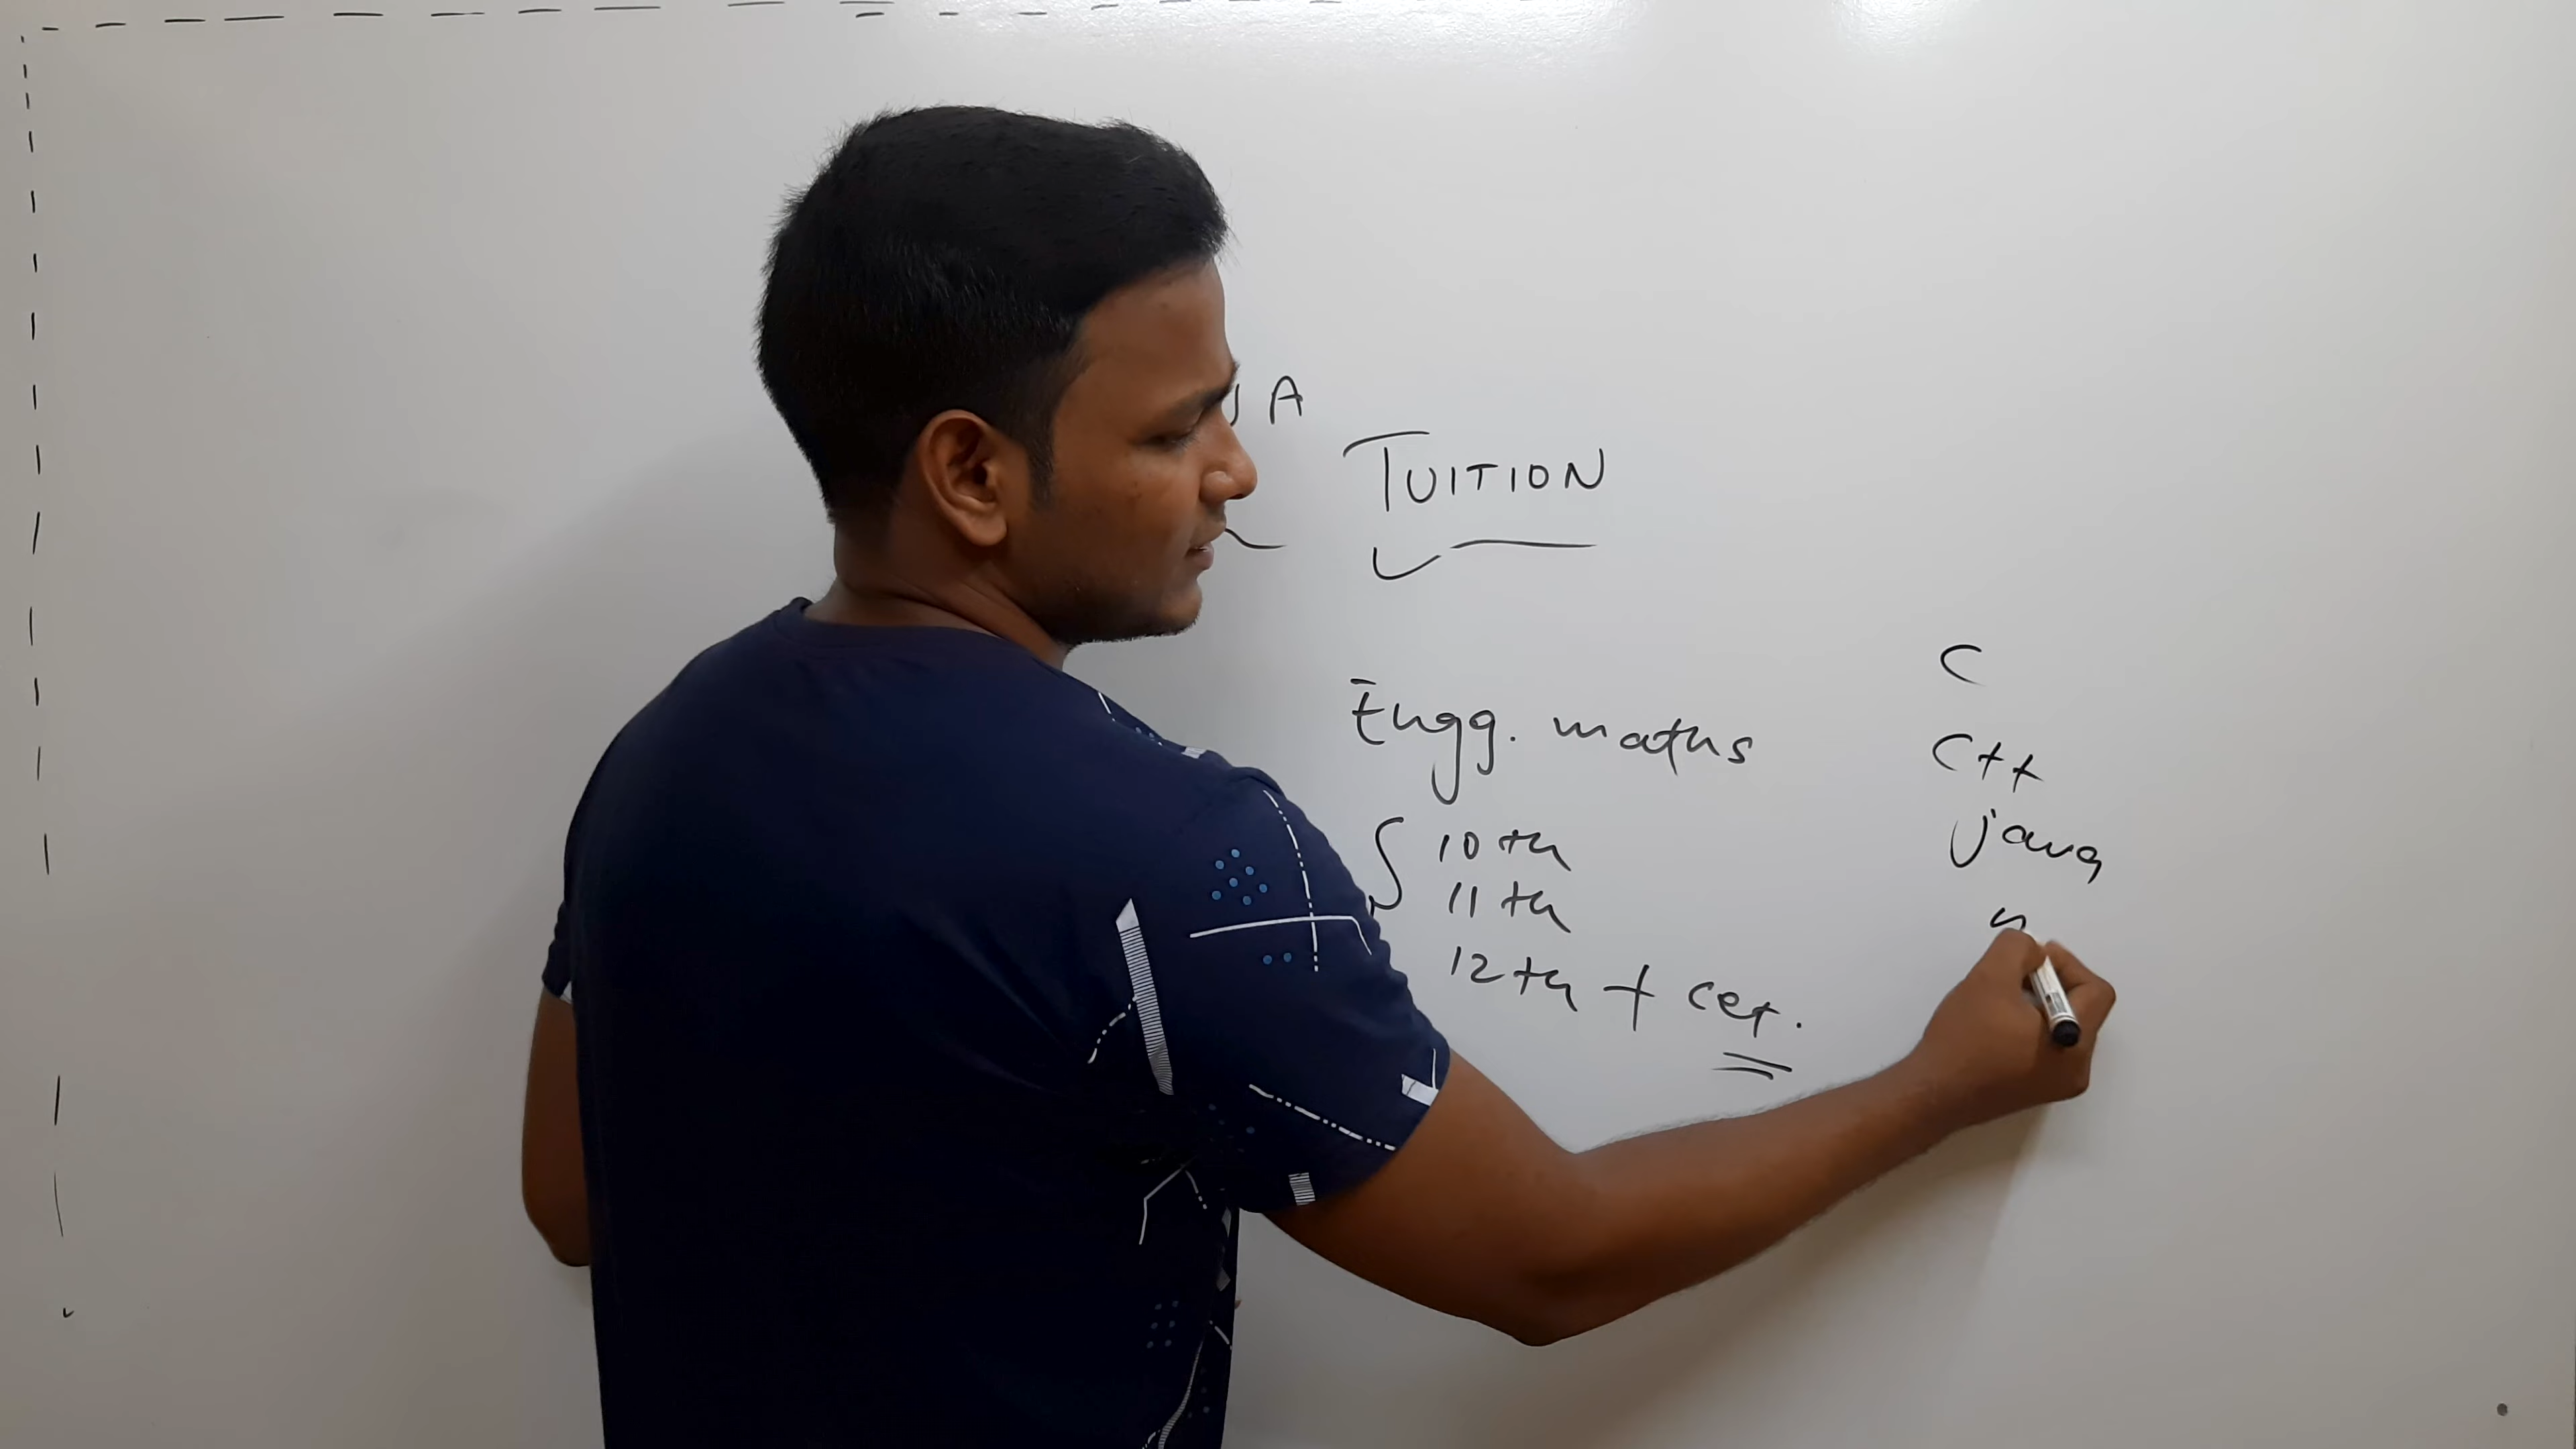 A
TUITION
Engg. maths
10th
11th
12th + cet.
C
C++
java